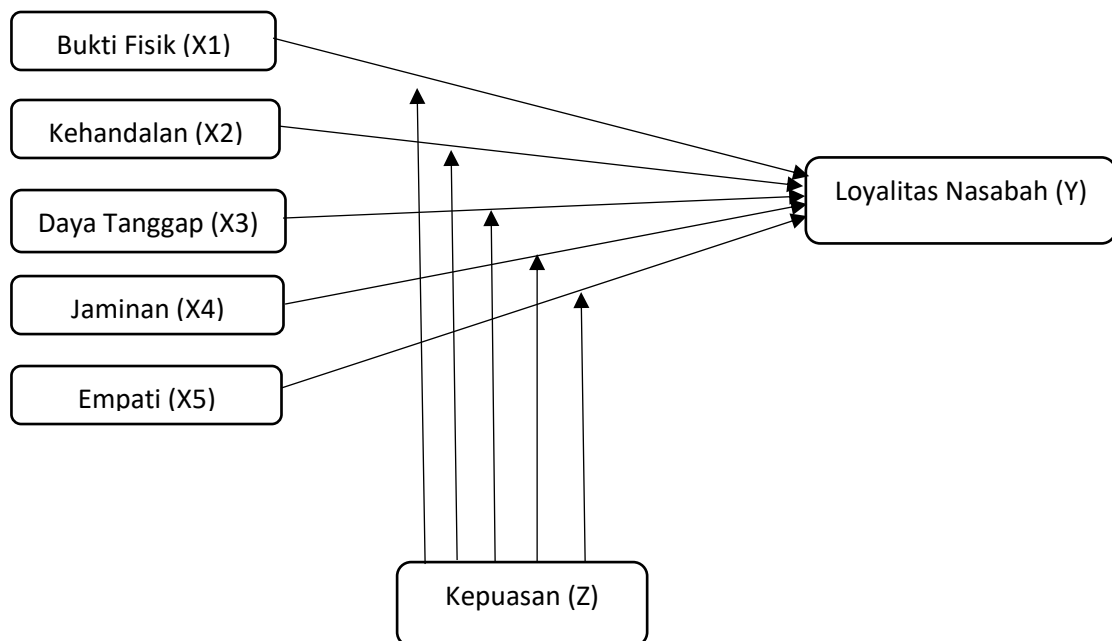 Bukti Fisik (X1)
Kehandalan (X2)
Loyalitas Nasabah (Y)
Daya Tanggap (X3)
Jaminan (X4)
Empati (X5)
Kepuasan (Z)